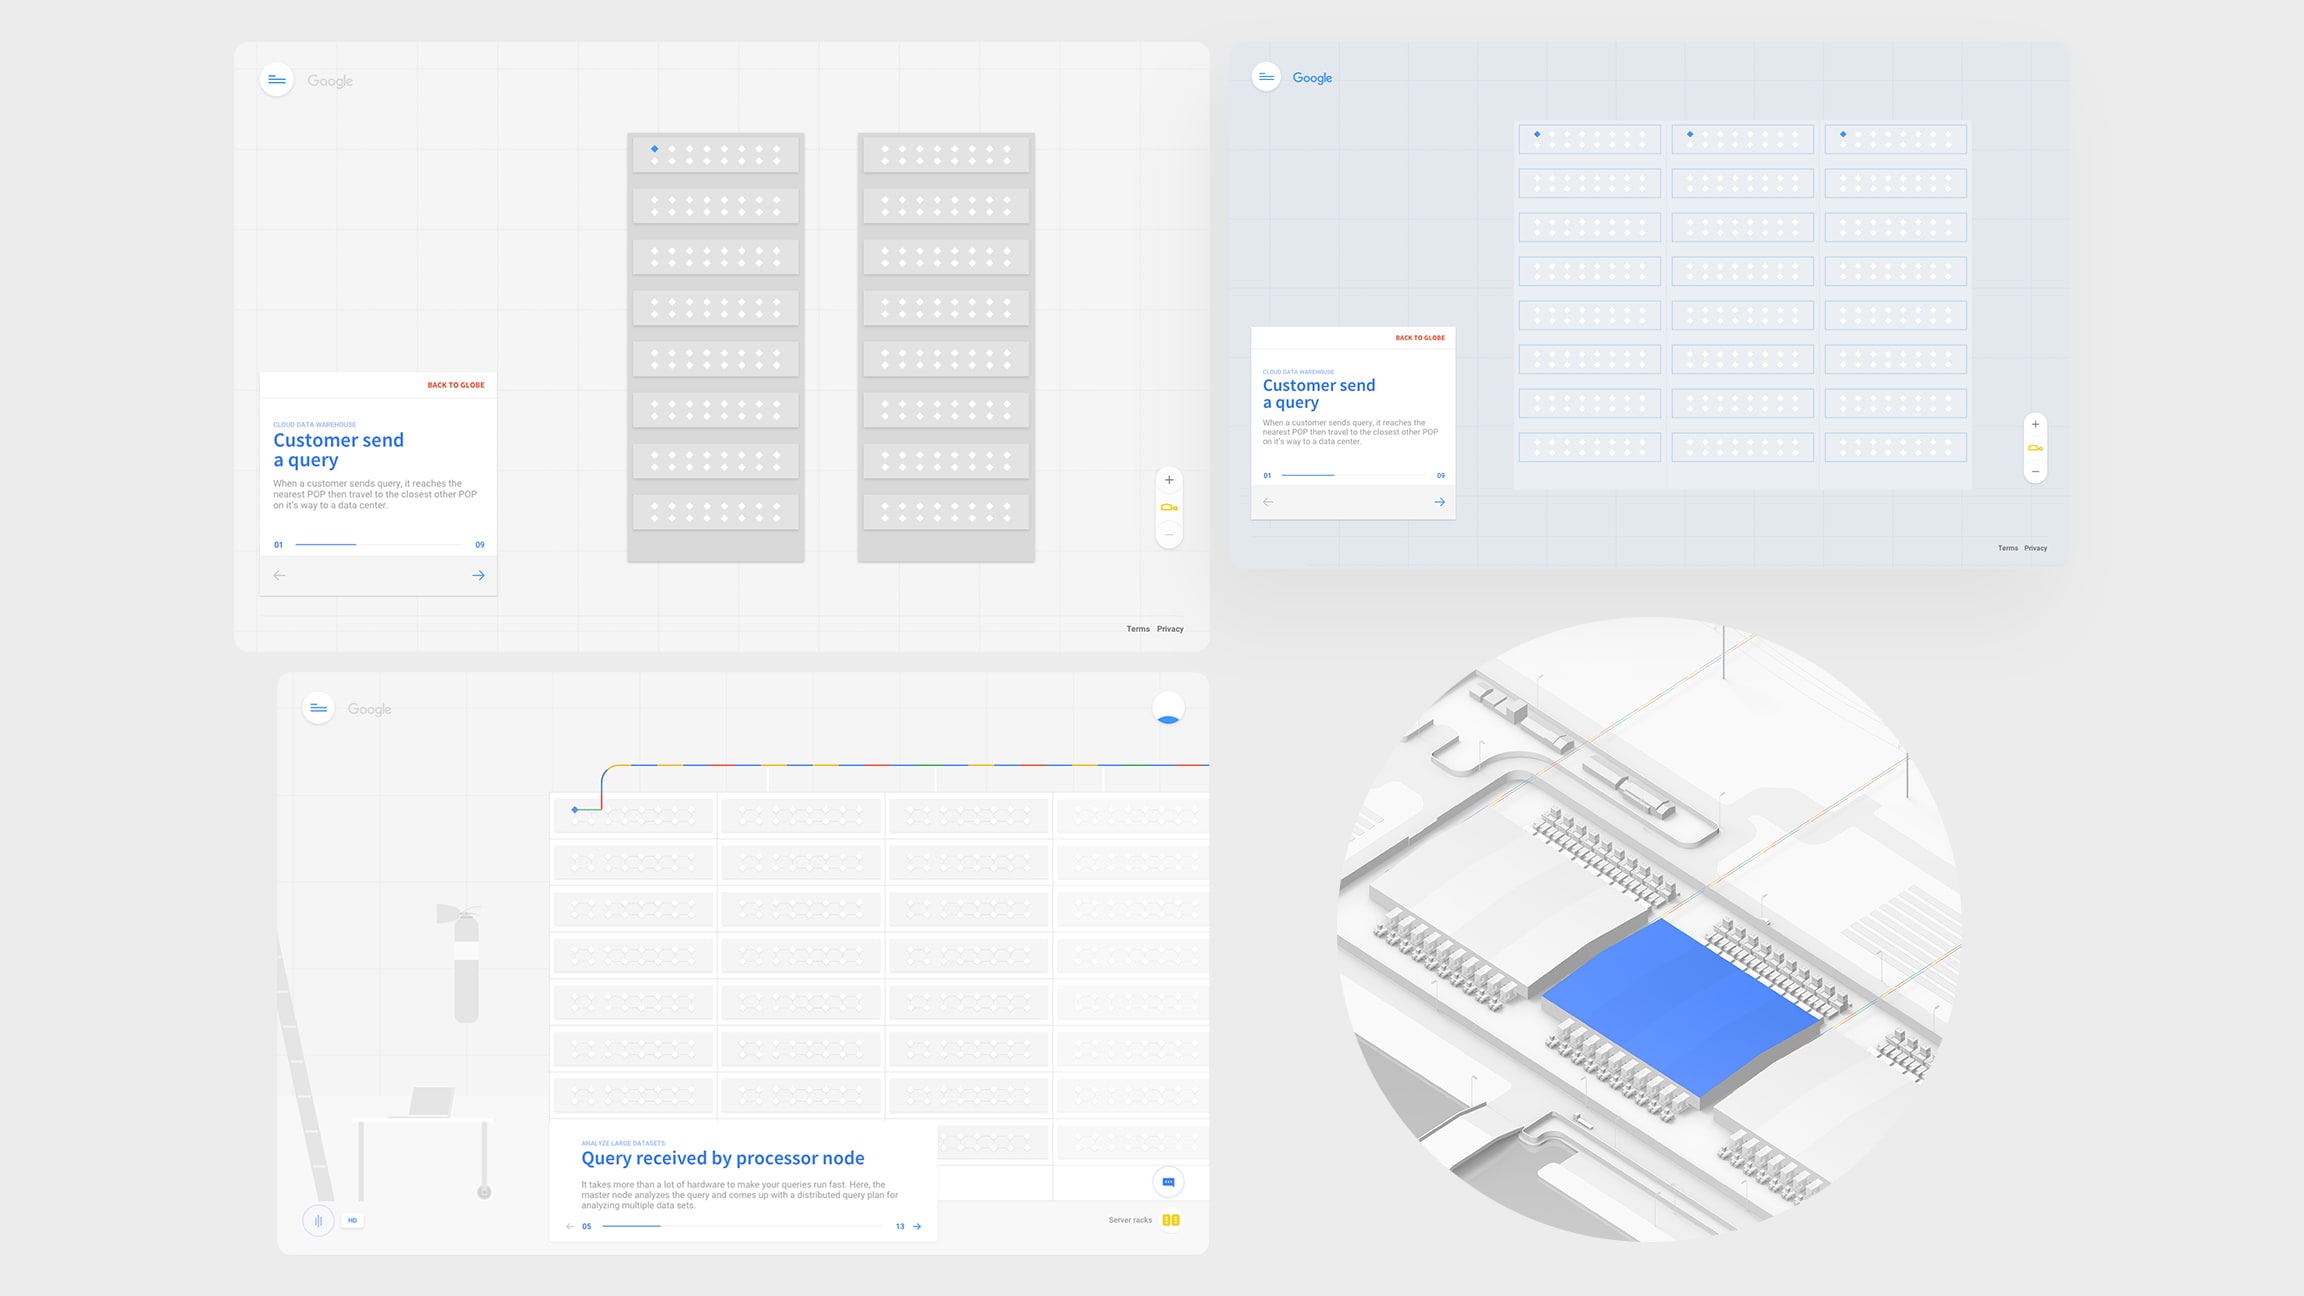 Google
BACK TO GLOBE
CLOUD DATA WAREHOUSE
Customer send
a query
When a customer sends query, it reaches the
nearest POP then travel to the closest other POP
on it's way to a data center.
01 09
Terms Privacy
Google
BACK TO GLOBE
CLOUD DATA WAREHOUSE
Customer send
a query
When a customer sends query, it reaches the
nearest POP then travel to the closest other POP
on it's way to a data center.
01 09
Terms Privacy
Google
ANALYZE LARGE DATASETS
Query received by processor node
It takes more than a lot of hardware to make your queries run fast. Here, the
master node analyzes the query and comes up with a distributed query plan for
analyzing multiple data sets.
05 13
HD
Server racks